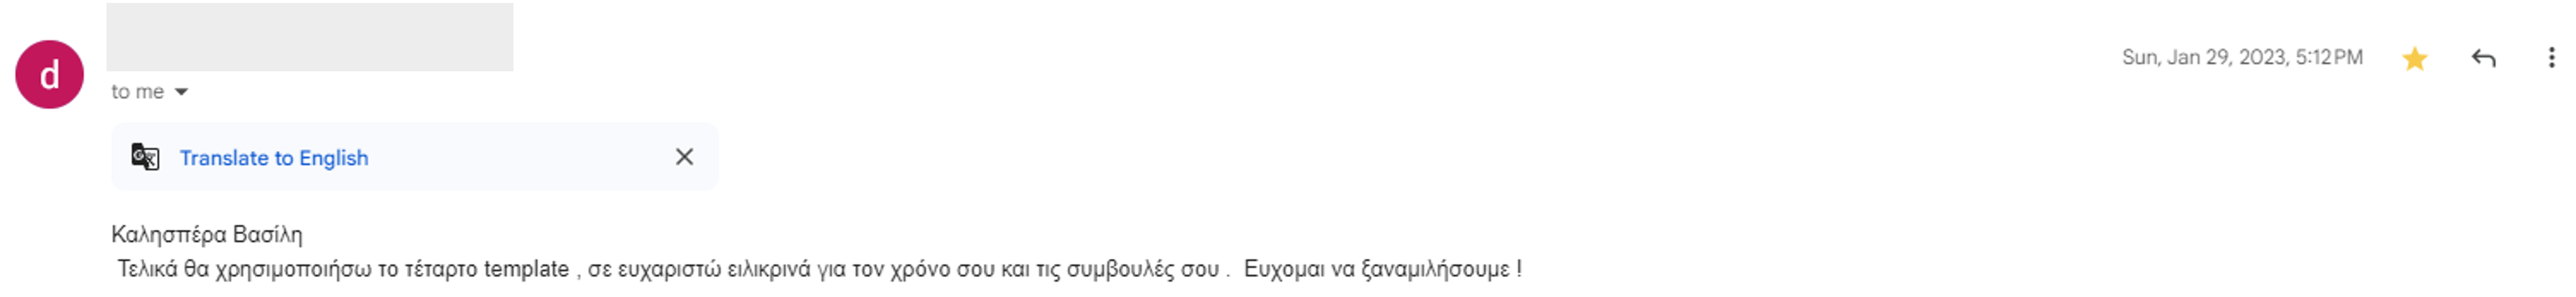 d
Sun, Jan 29, 2023, 5:12 PM
to me
Translate to English
Καλησπέρα Βασίλη
Τελικά θα χρησιμοποιήσω το τέταρτο template , σε ευχαριστώ ειλικρινά για τον χρόνο σου και τις συμβουλές σου . Ευχομαι να ξαναμιλήσουμε !